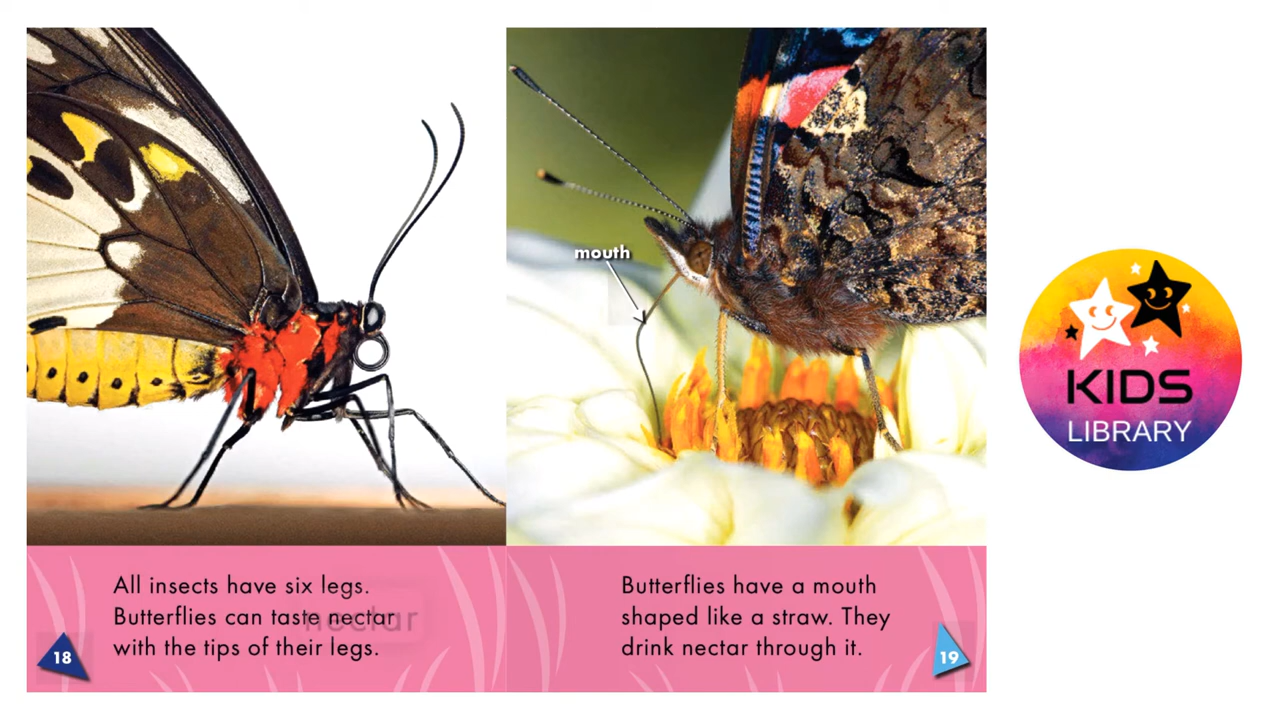 mouth
All insects have six legs.
Butterflies can taste nectar
with the tips of their legs.
nectar
18
Butterflies have a mouth
shaped like a straw. They
drink nectar through it.
19
KIDS
LIBRARY